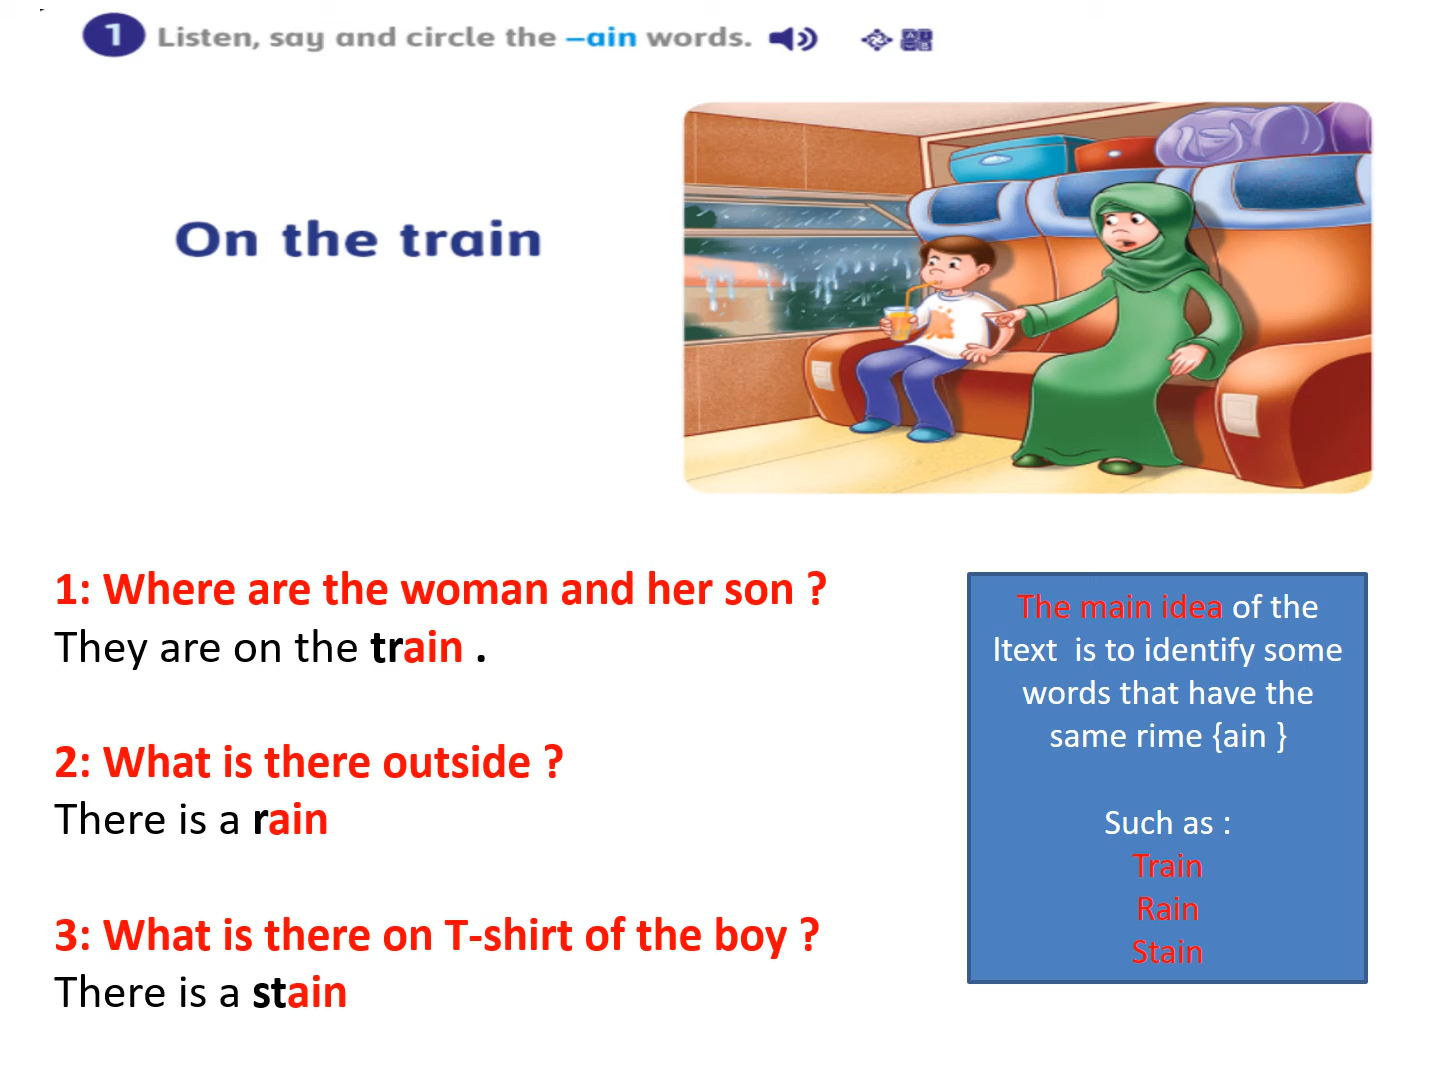 1 Listen, say and circle the –ain words.
On the train
1: Where are the woman and her son ?
They are on the train .
2: What is there outside ?
There is a rain
3: What is there on T-shirt of the boy ?
There is a stain
The main idea of the
ltext  is to identify some
words that have the
same rime {ain }
Such as :
Train
Rain
Stain